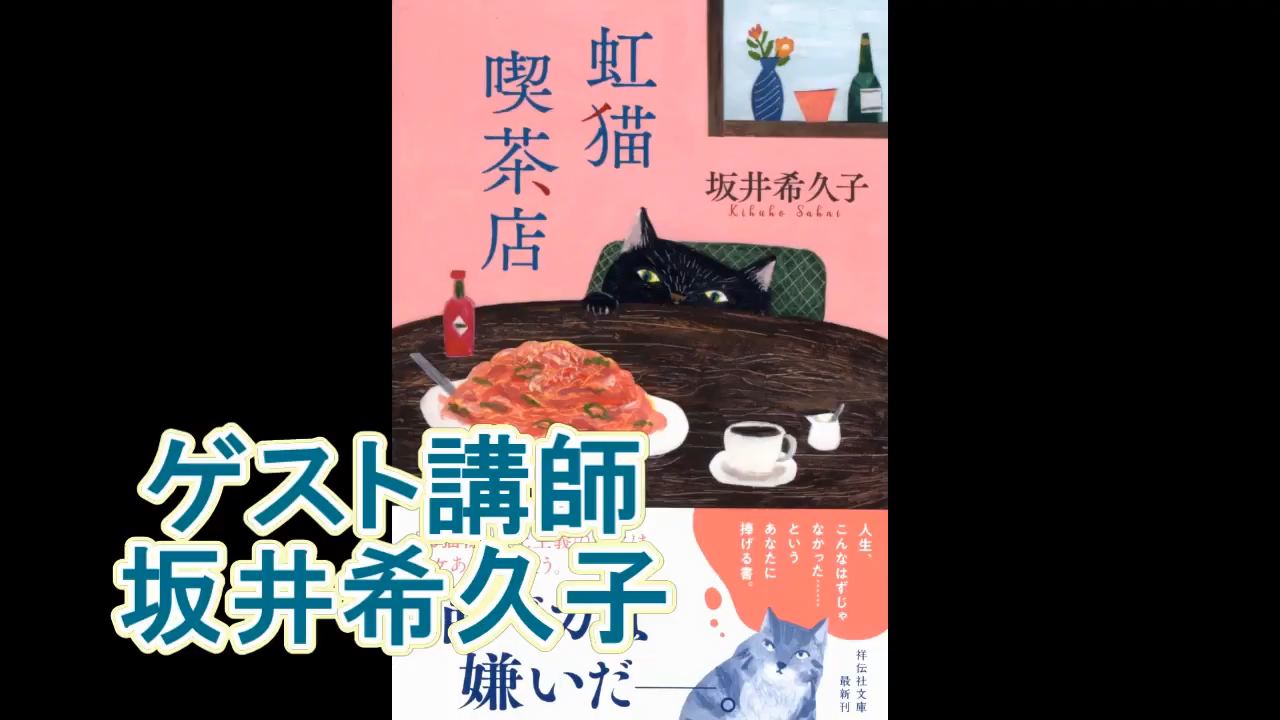 虹猫
喫茶店
坂井希久子
Kikuko Sakai
ゲスト講師
坂井希久子
人生、
こんなはずじゃ
なかった……
という
あなたに
捧げる書。
嫌いだ――。
祥伝社文庫
最新刊